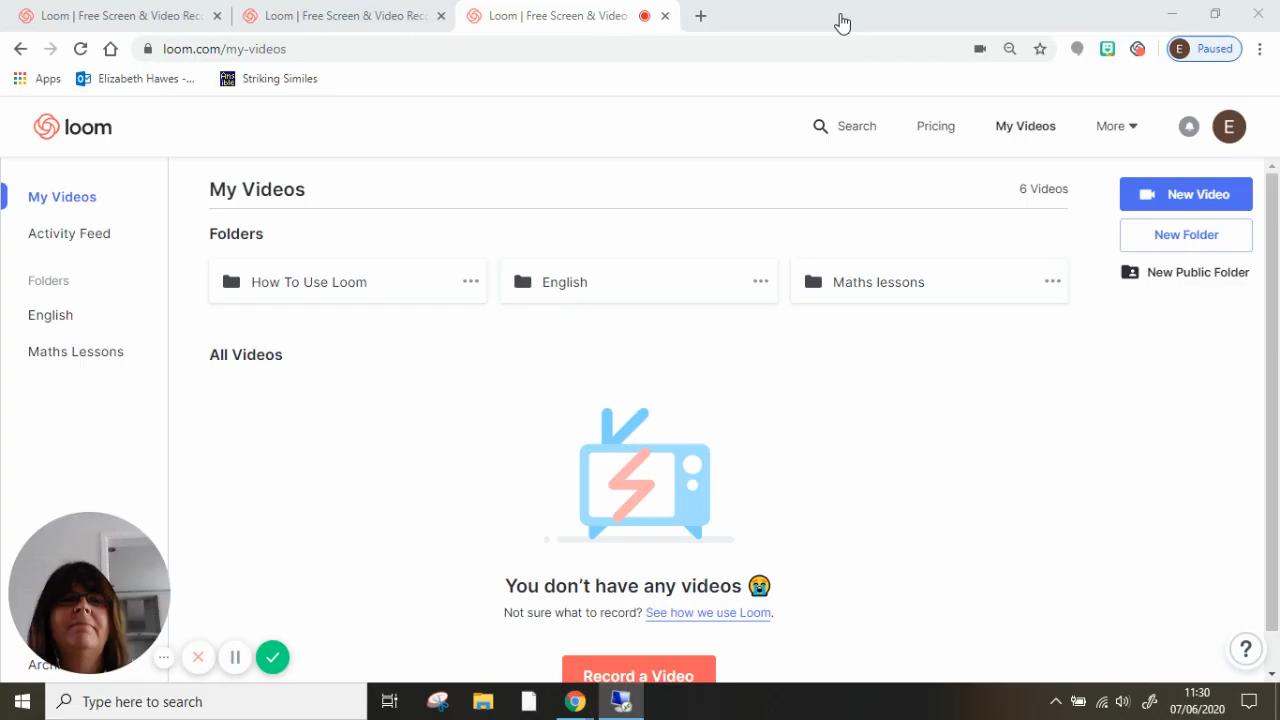 Loom | Free Screen & Video Rec
Loom | Free Screen & Video Rec
Loom | Free Screen & Video
loom.com/my-videos
E Paused
Apps
Elizabeth Hawes -...
Striking Similes
loom
Search
Pricing
My Videos
More
E
My Videos
Activity Feed
Folders
English
Maths Lessons
My Videos
6 Videos
Folders
How To Use Loom
English
Maths lessons
New Video
New Folder
New Public Folder
All Videos
You don't have any videos 😭
Not sure what to record? See how we use Loom.
Record a Video
Arc
?
Type here to search
11:30
07/06/2020